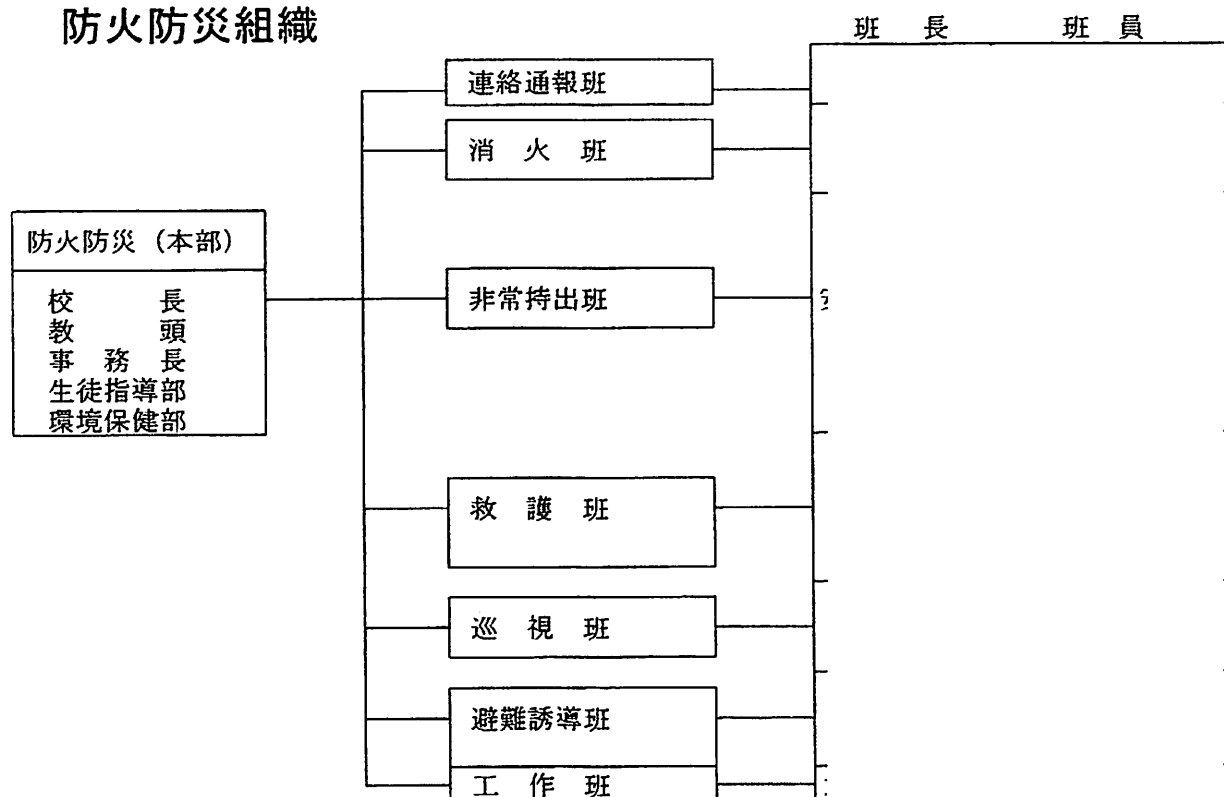 防火防災組織
班 長 班 員
連絡通報班
消 火 班
防火防災（本部）
校 長
教 頭
事 務 長
生徒指導部
環境保健部
非常持出班
救 護 班
巡 視 班
避難誘導班
工 作 班